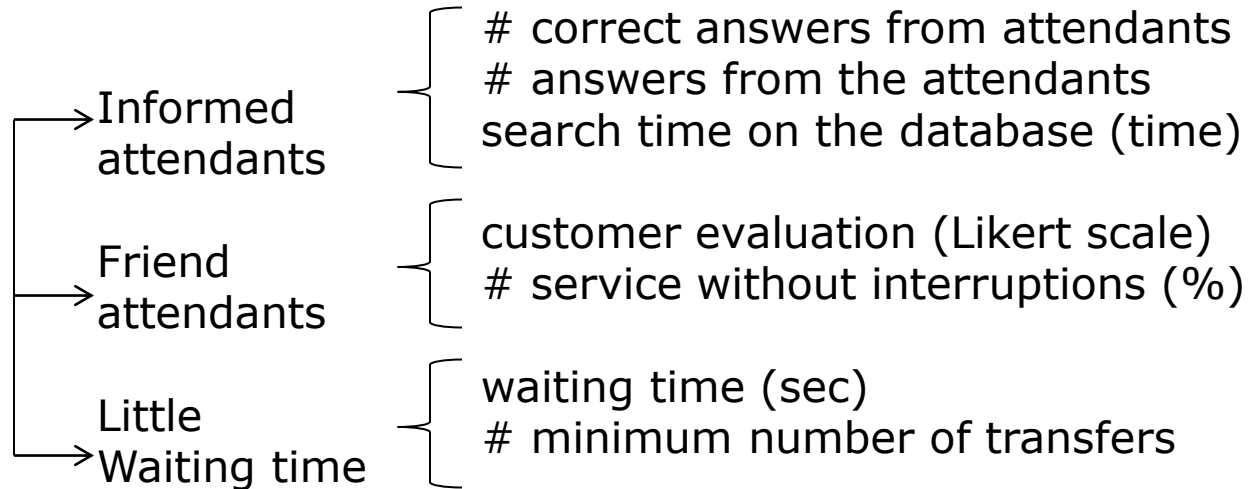 Informed
attendants
# correct answers from attendants
# answers from the attendants
search time on the database (time)
Friend
attendants
customer evaluation (Likert scale)
# service without interruptions (%)
Little
Waiting time
waiting time (sec)
# minimum number of transfers